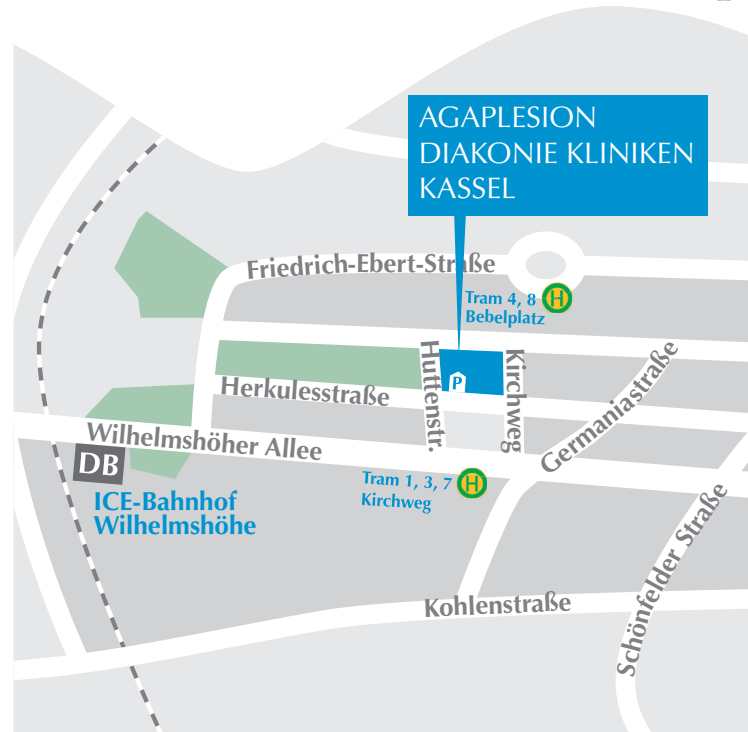 AGAPLESION
DIAKONIE KLINIKEN
KASSEL
Friedrich-Ebert-Straße
Tram 4, 8 H
Bebelplatz
Huttenstr.
P
Kirchweg
Germaniastraße
Herkulesstraße
Wilhelmshöher Allee
DB
ICE-Bahnhof
Wilhelmshöhe
Tram 1, 3, 7 H
Kirchweg
Kohlenstraße
Schönfelder Straße